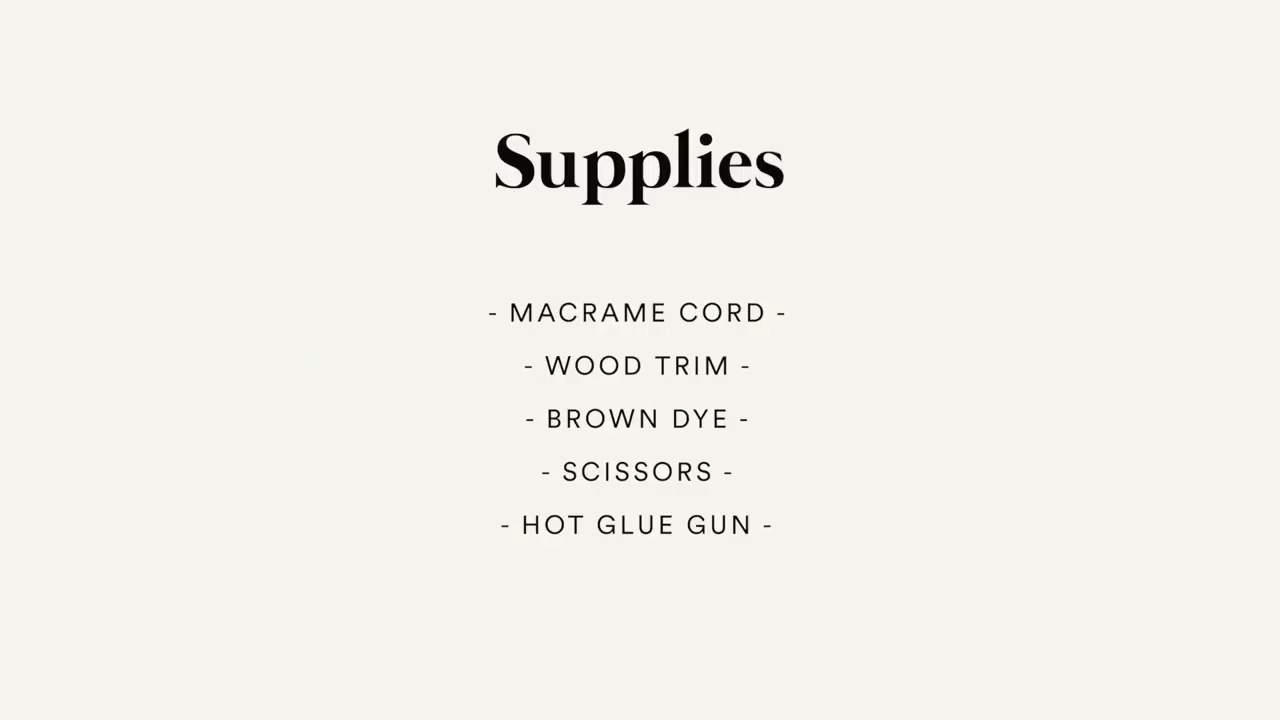 Supplies
- MACRAME CORD -
- WOOD TRIM -
- BROWN DYE -
- SCISSORS -
- HOT GLUE GUN -